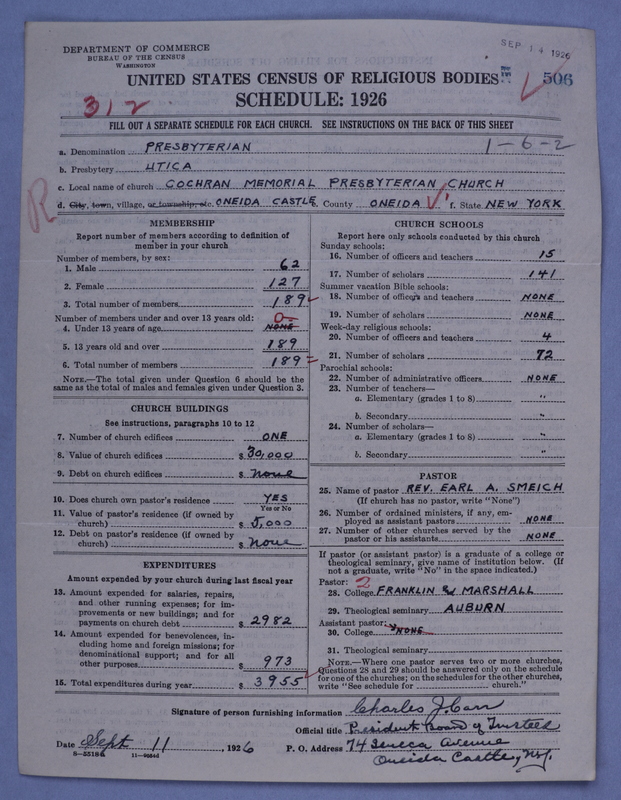 DEPARTMENT OF COMMERCE
BUREAU OF THE CENSUS
WASHINGTON
SEP 14 1926
UNITED STATES CENSUS OF RELIGIOUS BODIES
506
SCHEDULE: 1926
312
FILL OUT A SEPARATE SCHEDULE FOR EACH CHURCH. SEE INSTRUCTIONS ON THE BACK OF THIS SHEET
1-6-2
a. Denomination PRESBYTERIAN
b. Presbytery UTICA
c. Local name of church COCHRAN MEMORIAL PRESBYTERIAN CHURCH
d. City, town, village, or township, etc. ONEIDA CASTLE County ONEIDA f. State NEW YORK
R
MEMBERSHIP
Report number of members according to definition of
member in your church
Number of members, by sex:
1. Male 62
2. Female 127
3. Total number of members 189
Number of members under and over 13 years old: 0
4. Under 13 years of age NONE
5. 13 years old and over 189
6. Total number of members 189
NOTE.—The total given under Question 6 should be the
same as the total of males and females given under Question 3.
CHURCH BUILDINGS
See instructions, paragraphs 10 to 12
7. Number of church edifices ONE
8. Value of church edifices $ 30,000
9. Debt on church edifices $ none
10. Does church own pastor's residence YES
Yes or No
11. Value of pastor's residence (if owned by
church) $ 5,000
12. Debt on pastor's residence (if owned by
church) $ none
EXPENDITURES
Amount expended by your church during last fiscal year
13. Amount expended for salaries, repairs,
and other running expenses; for im-
provements or new buildings; and for
payments on church debt $ 2982
14. Amount expended for benevolences, in-
cluding home and foreign missions; for
denominational support; and for all
other purposes $ 973
15. Total expenditures during year $ 3955
CHURCH SCHOOLS
Report here only schools conducted by this church
Sunday schools:
16. Number of officers and teachers 15
17. Number of scholars 141
Summer vacation Bible schools:
18. Number of officers and teachers NONE
19. Number of scholars NONE
Week-day religious schools:
20. Number of officers and teachers 4
21. Number of scholars 72
Parochial schools:
22. Number of administrative officers NONE
23. Number of teachers—
a. Elementary (grades 1 to 8) "
b. Secondary "
24. Number of scholars—
a. Elementary (grades 1 to 8) "
b. Secondary "
PASTOR
25. Name of pastor REV. EARL A. SMEICH
(If church has no pastor, write "None")
26. Number of ordained ministers, if any, em-
ployed as assistant pastors NONE
27. Number of other churches served by the
pastor or his assistants NONE
If pastor (or assistant pastor) is a graduate of a college or
theological seminary, give name of institution below. (If
not a graduate, write "No" in the space indicated.)
Pastor: 2
28. College FRANKLIN & MARSHALL
29. Theological seminary AUBURN
Assistant pastor:
30. College NONE
31. Theological seminary
NOTE.—Where one pastor serves two or more churches,
Questions 28 and 29 should be answered only on the schedule
for one of the churches; on the schedules for the other churches,
write "See schedule for church."
Signature of person furnishing information Charles J. Carr
Official title President Board of Trustees
Date Sept 11, 1926 P. O. Address 74 Seneca Avenue
Oneida Castle, N.Y.